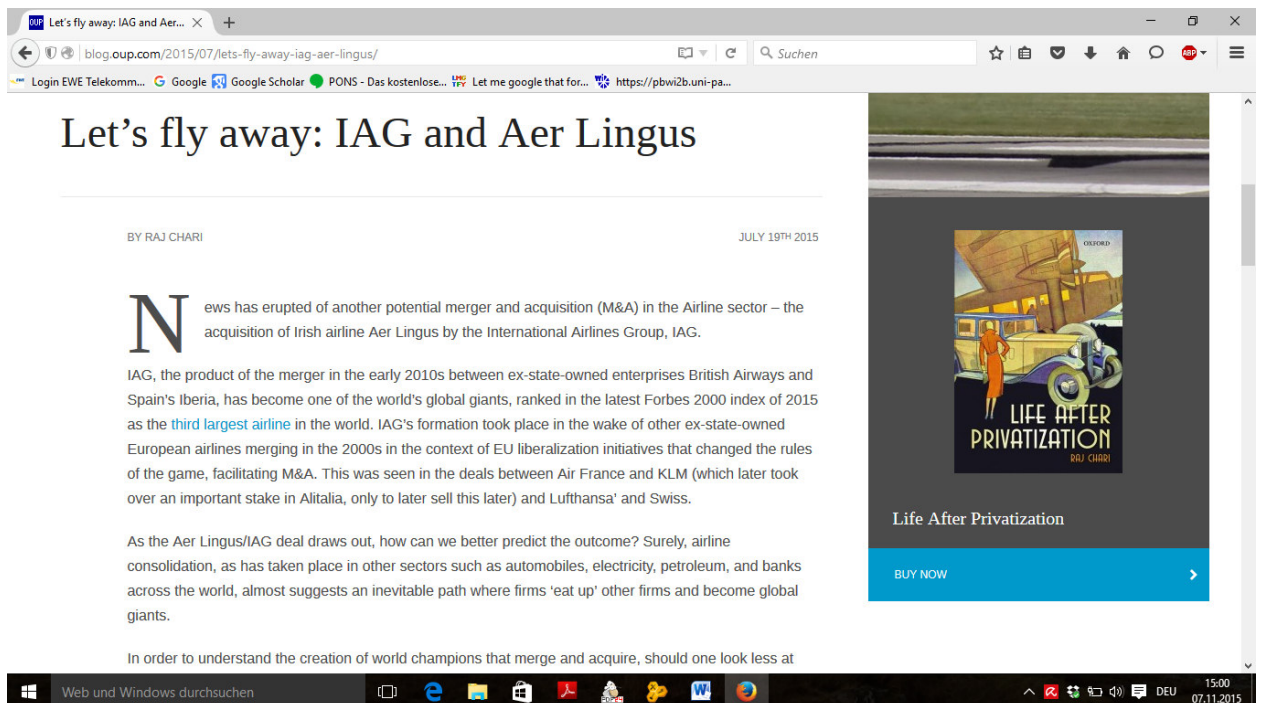 Let's fly away: IAG and Aer...
blog.oup.com/2015/07/lets-fly-away-iag-aer-lingus/
Suchen
Login EWE Telekomm...
Google
Google Scholar
PONS - Das kostenlose...
Let me google that for...
https://pbwi2b.uni-pa...
Let's fly away: IAG and Aer Lingus
BY RAJ CHARI
JULY 19TH 2015
News has erupted of another potential merger and acquisition (M&A) in the Airline sector – the
acquisition of Irish airline Aer Lingus by the International Airlines Group, IAG.
IAG, the product of the merger in the early 2010s between ex-state-owned enterprises British Airways and
Spain's Iberia, has become one of the world's global giants, ranked in the latest Forbes 2000 index of 2015
as the third largest airline in the world. IAG's formation took place in the wake of other ex-state-owned
European airlines merging in the 2000s in the context of EU liberalization initiatives that changed the rules
of the game, facilitating M&A. This was seen in the deals between Air France and KLM (which later took
over an important stake in Alitalia, only to later sell this later) and Lufthansa' and Swiss.
As the Aer Lingus/IAG deal draws out, how can we better predict the outcome? Surely, airline
consolidation, as has taken place in other sectors such as automobiles, electricity, petroleum, and banks
across the world, almost suggests an inevitable path where firms 'eat up' other firms and become global
giants.
In order to understand the creation of world champions that merge and acquire, should one look less at
OXFORD
LIFE AFTER
PRIVATIZATION
RAJ CHARI
Life After Privatization
BUY NOW
Web und Windows durchsuchen
DEU
15:00
07.11.2015